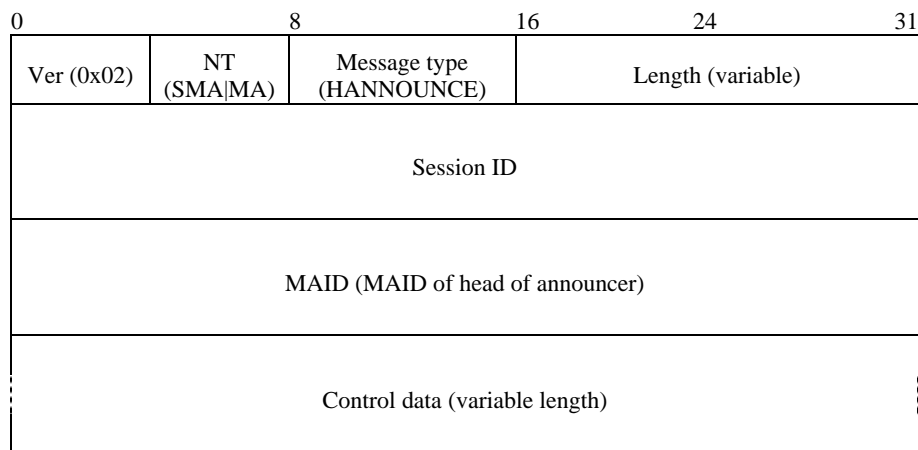 0 8 16 24 31
Ver (0x02) NT (SMA|MA) Message type (HANNOUNCE) Length (variable)
Session ID
MAID (MAID of head of announcer)
Control data (variable length)